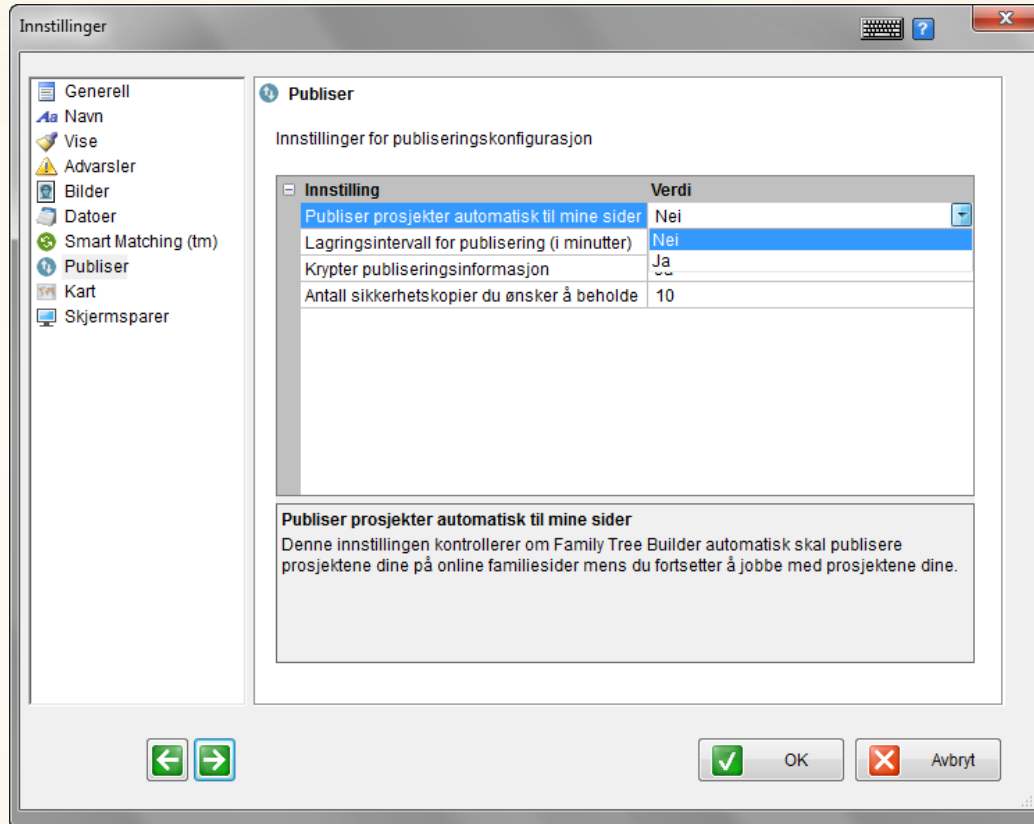 Innstillinger
Generell
Navn
Vise
Advarsler
Bilder
Datoer
Smart Matching (tm)
Publiser
Kart
Skjermsparer
Publiser
Innstillinger for publiseringskonfigurasjon
Innstilling Verdi
Publiser prosjekter automatisk til mine sider Nei
Lagringsintervall for publisering (i minutter) Nei
Krypter publiseringsinformasjon Ja
Antall sikkerhetskopier du ønsker å beholde 10
Publiser prosjekter automatisk til mine sider
Denne innstillingen kontrollerer om Family Tree Builder automatisk skal publisere
prosjektene dine på online familiesider mens du fortsetter å jobbe med prosjektene dine.
OK Avbryt